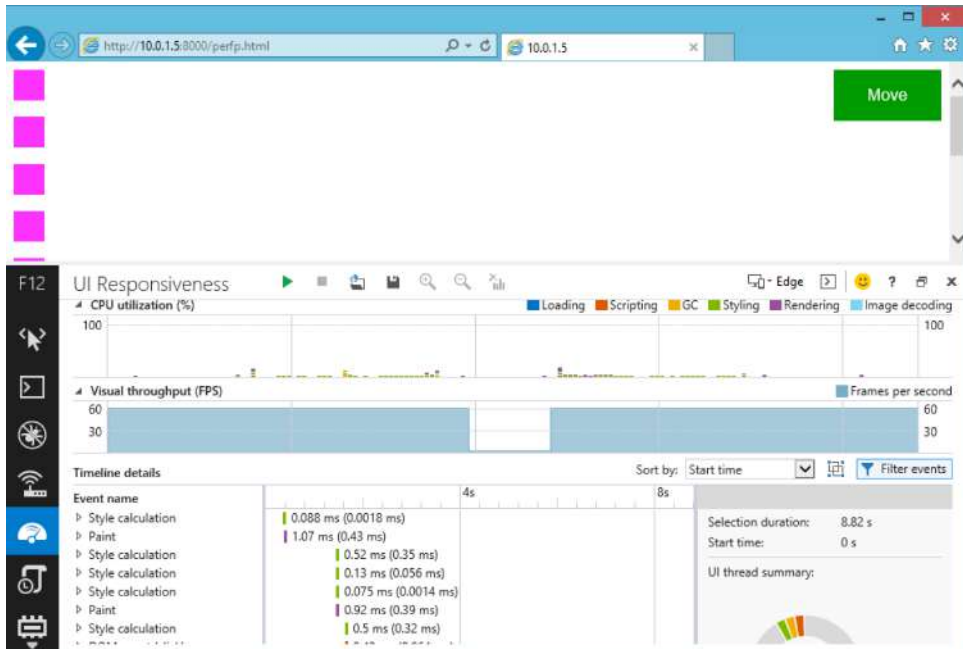 http://10.0.1.5:8000/perfp.html
10.0.1.5
Move
F12
UI Responsiveness
Edge
?
CPU utilization (%)
Loading Scripting GC Styling Rendering Image decoding
100 100
Visual throughput (FPS)
Frames per second
60 60
30 30
Timeline details
Sort by: Start time
Filter events
Event name
4s 8s
Style calculation 0.088 ms (0.0018 ms)
Paint 1.07 ms (0.43 ms)
Style calculation 0.52 ms (0.35 ms)
Style calculation 0.13 ms (0.056 ms)
Style calculation 0.075 ms (0.0014 ms)
Paint 0.92 ms (0.39 ms)
Style calculation 0.5 ms (0.32 ms)
Selection duration: 8.82 s
Start time: 0 s
UI thread summary: